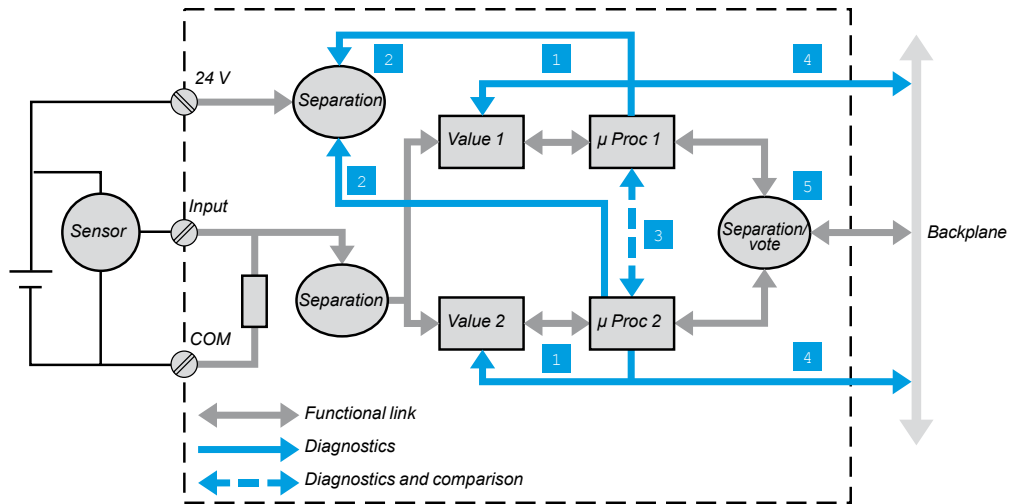 2
1
4
24 V
Separation
Value 1
µ Proc 1
2
5
Input
Sensor
3
Separation/
vote
Backplane
Separation
COM
Value 2
µ Proc 2
1
4
Functional link
Diagnostics
Diagnostics and comparison